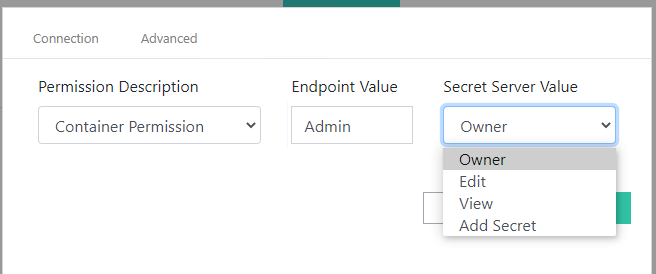 Connection Advanced
Permission Description Endpoint Value Secret Server Value
Container Permission Admin Owner
Owner
Edit
View
Add Secret